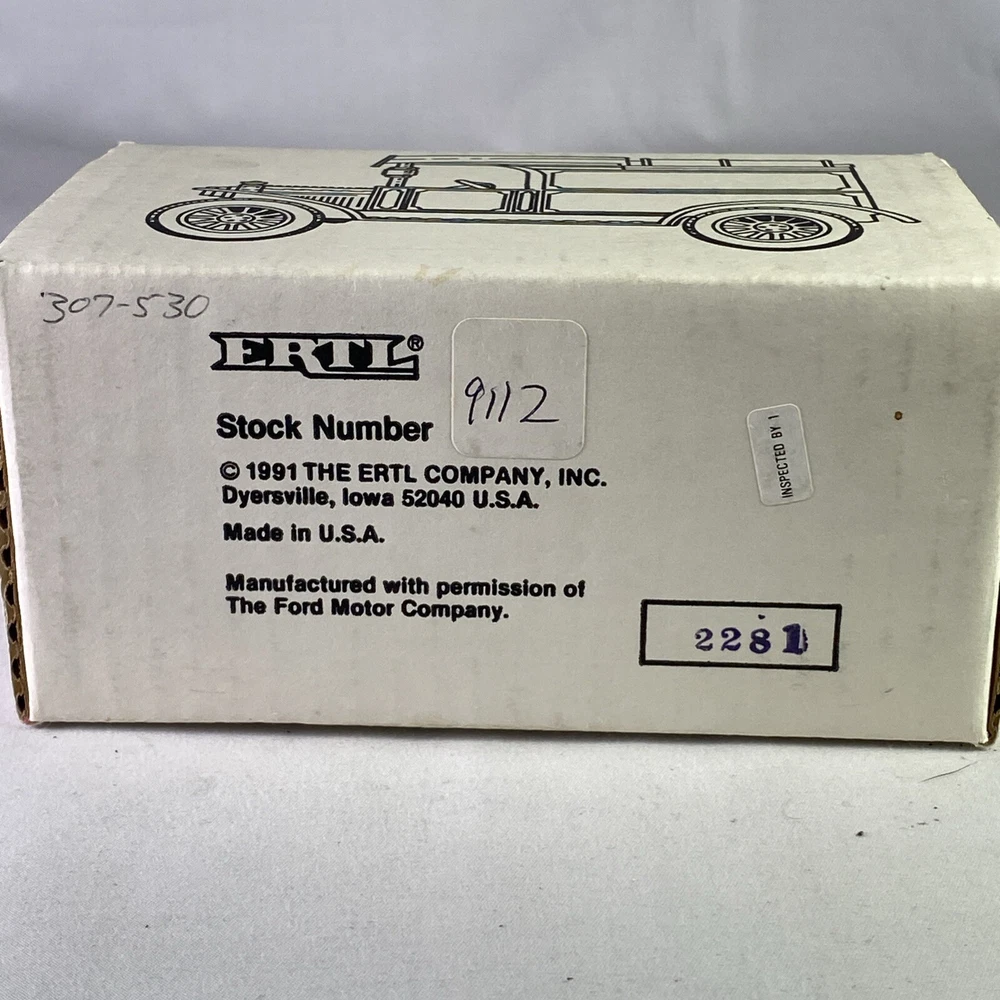 307-530
ERTL®
9112
Stock Number
© 1991 THE ERTL COMPANY, INC.
Dyersville, Iowa 52040 U.S.A.
Made in U.S.A.
Manufactured with permission of
The Ford Motor Company.
INSPECTED BY 1
2281